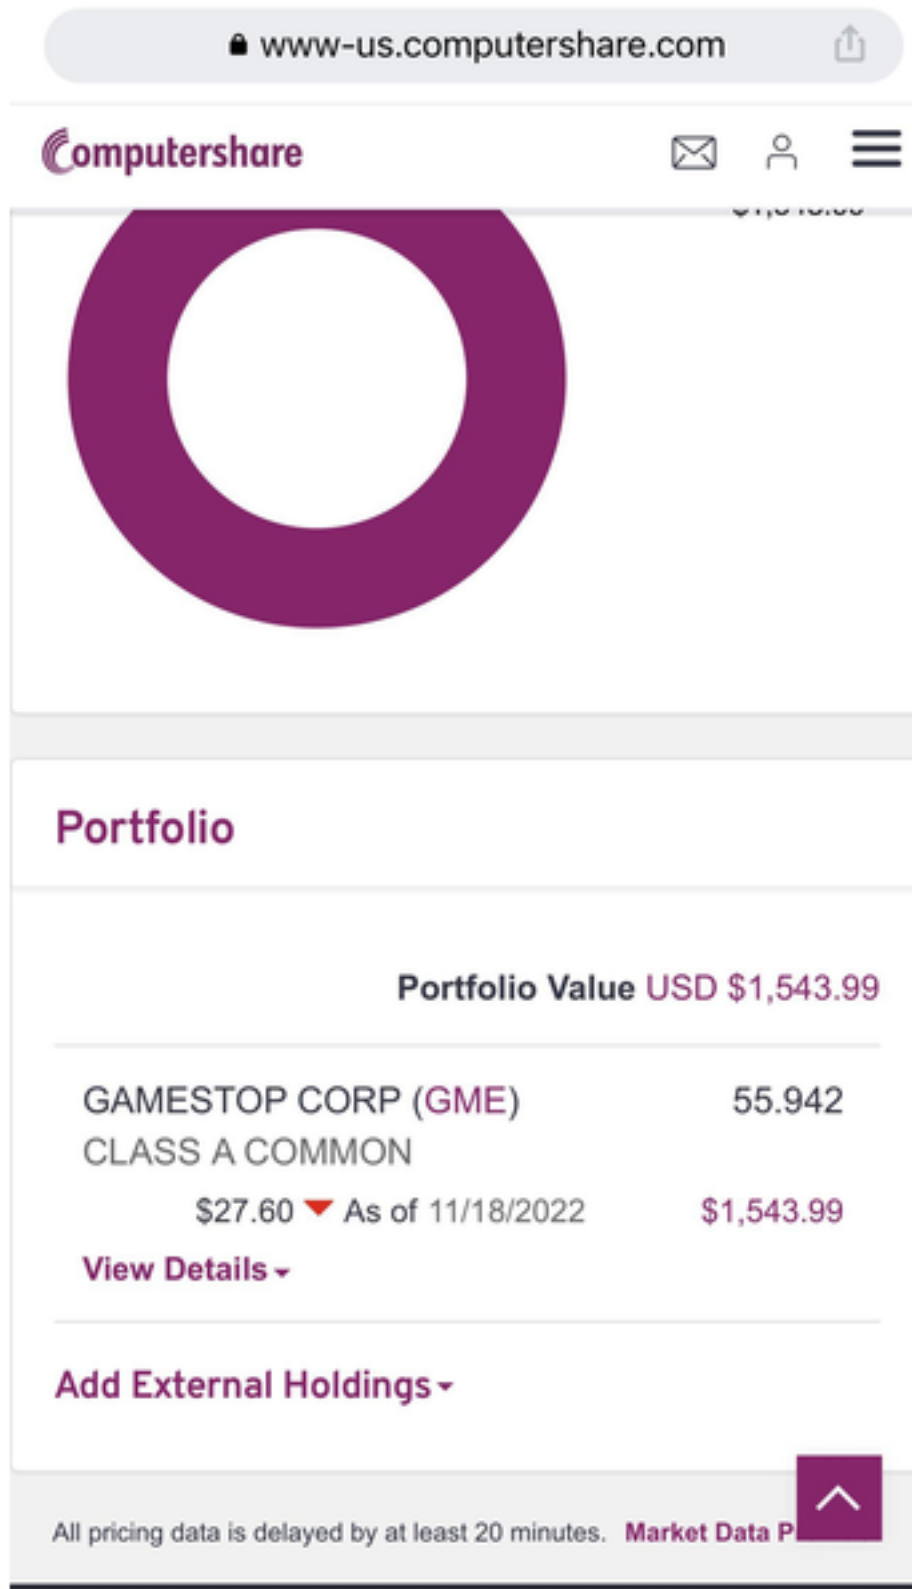 www-us.computershare.com
Computershare
Portfolio
Portfolio Value USD $1,543.99
GAMESTOP CORP (GME) 55.942
CLASS A COMMON
$27.60 As of 11/18/2022 $1,543.99
View Details
Add External Holdings
All pricing data is delayed by at least 20 minutes. Market Data P